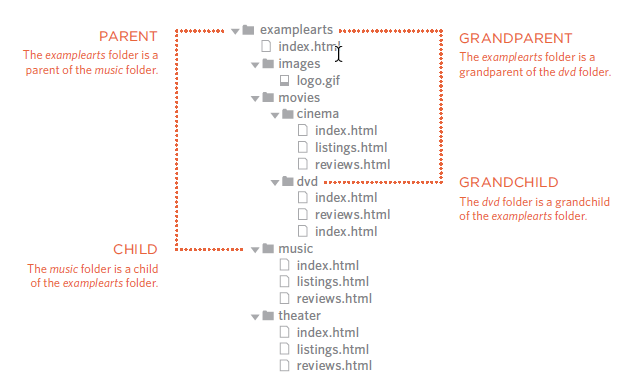 PARENT
The examplearts folder is a
parent of the music folder.
examplearts
index.html
images
logo.gif
movies
cinema
index.html
listings.html
reviews.html
dvd
index.html
reviews.html
index.html
music
index.html
listings.html
reviews.html
theater
index.html
listings.html
reviews.html
GRANDPARENT
The examplearts folder is a
grandparent of the dvd folder.
GRANDCHILD
The dvd folder is a grandchild
of the examplearts folder.
CHILD
The music folder is a child
of the examplearts folder.